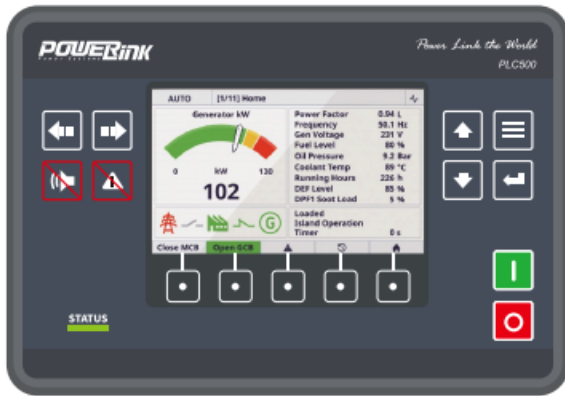 POWERlink
Power Systems
Power Link the World
PLC500
AUTO [1/11] Home
Generator kW
0 kW 130
102
Power Factor 0.94 L
Frequency 50.1 Hz
Gen Voltage 231 V
Fuel Level 80 %
Oil Pressure 9.2 Bar
Coolant Temp 89 °C
Running Hours 226 h
DEF Level 85 %
DPF1 Soot Load 5 %
G
Loaded
Island Operation
Timer 0 s
Close MCB Open GCB
STATUS